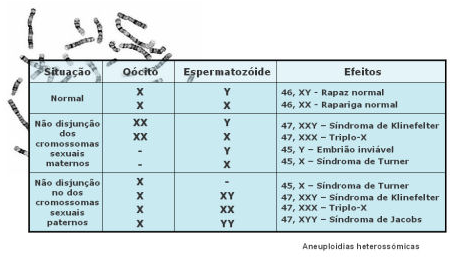 Situação Oócito Espermatozóide Efeitos
Normal
X Y 46, XY - Rapaz normal
X X 46, XX - Rapariga normal
Não disjunção
dos
cromossomas
sexuais
maternos
XX Y 47, XXY – Síndroma de Klinefelter
XX X 47, XXX – Triplo-X
- Y 45, Y – Embrião inviável
- X 45, X – Síndroma de Turner
Não disjunção
no dos
cromossomas
sexuais
paternos
X - 45, X – Síndroma de Turner
X XY 47, XXY – Síndroma de Klinefelter
X XX 47, XXX – Triplo-X
X YY 47, XYY – Síndroma de Jacobs
Aneuploidias heterossómicas